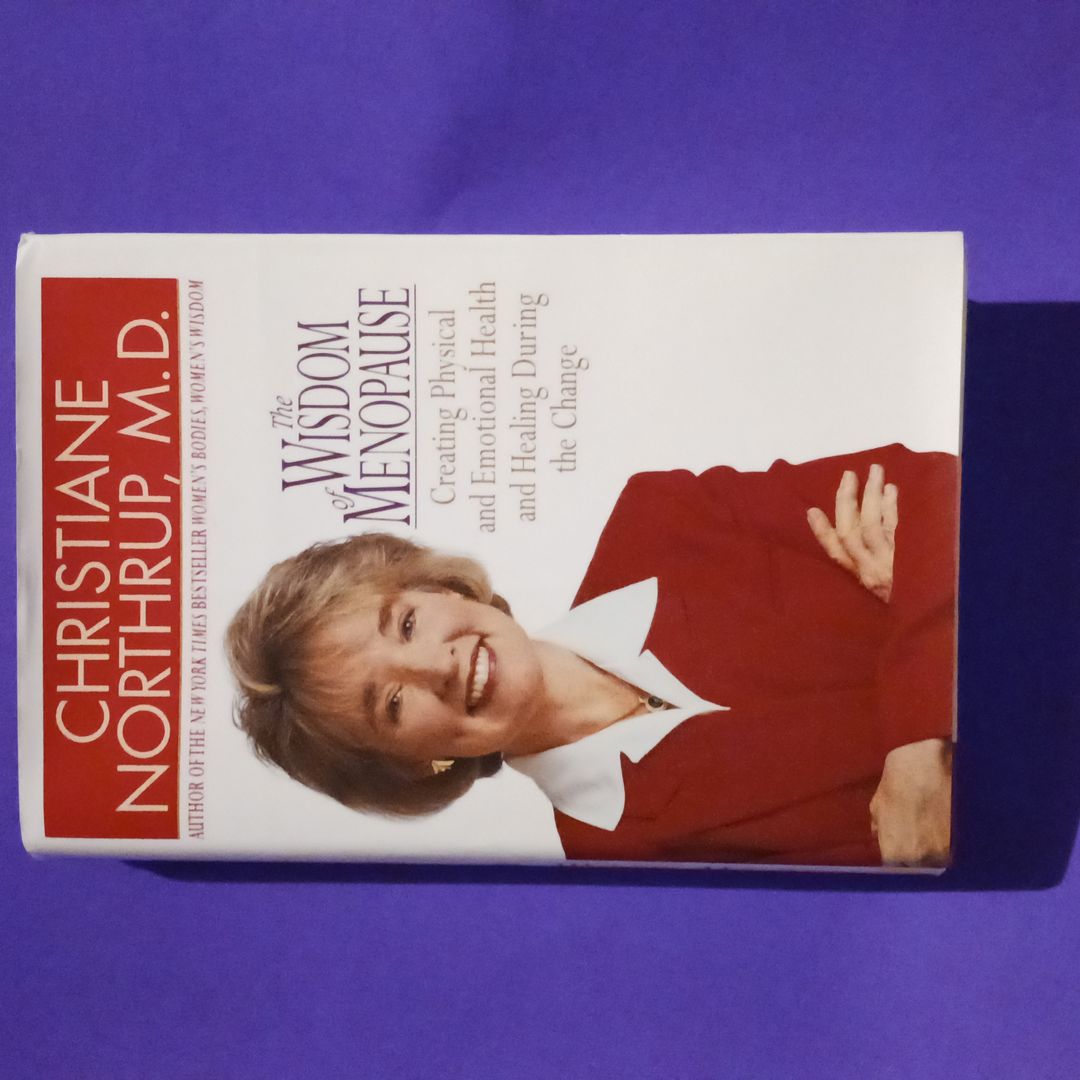 CHRISTIANE
NORTHRUP, M.D.
AUTHOR OF THE NEW YORK TIMES BESTSELLER WOMEN'S BODIES, WOMEN'S WISDOM
The
WISDOM
of
MENOPAUSE
Creating Physical
and Emotional Health
and Healing During
the Change